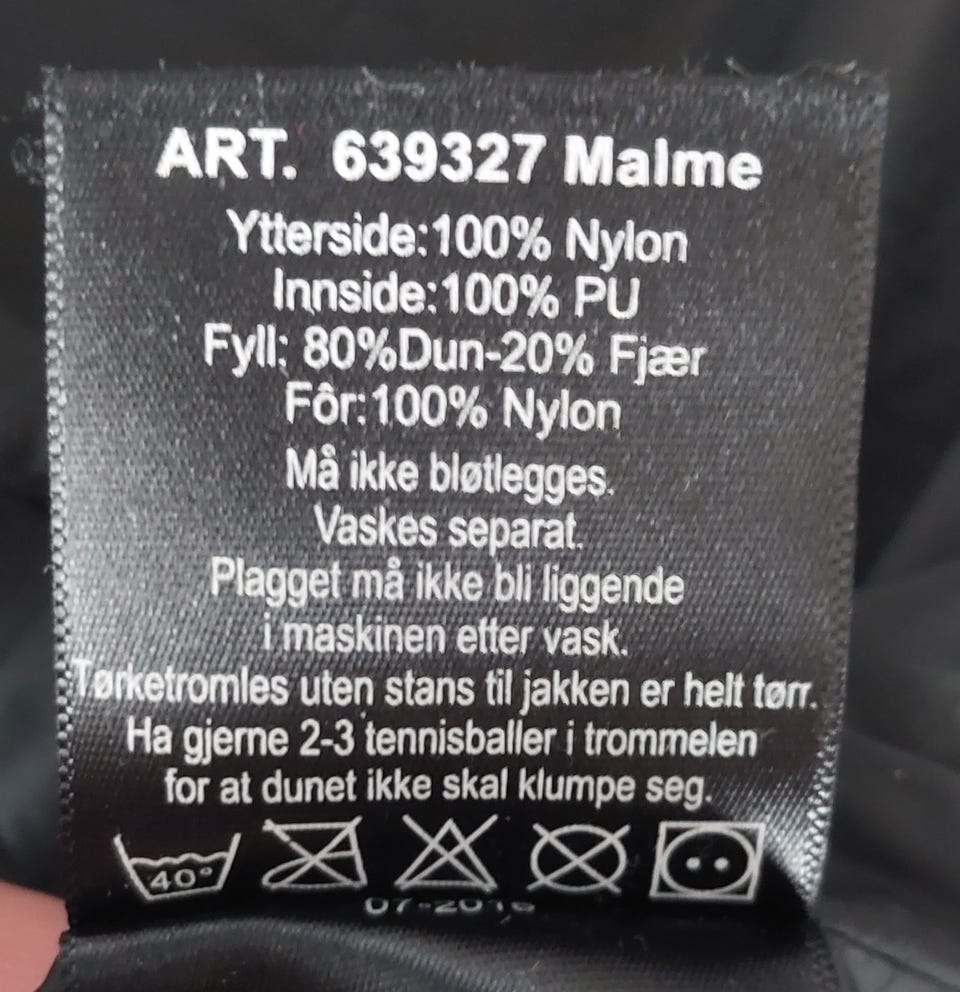 ART. 639327 Malme
Ytterside:100% Nylon
Innside:100% PU
Fyll: 80%Dun-20% Fjær
Fôr:100% Nylon
Må ikke bløtlegges.
Vaskes separat.
Plagget må ikke bli liggende
i maskinen etter vask.
Tørketromles uten stans til jakken er helt tørr.
Ha gjerne 2-3 tennisballer i trommelen
for at dunet ikke skal klumpe seg.
40°